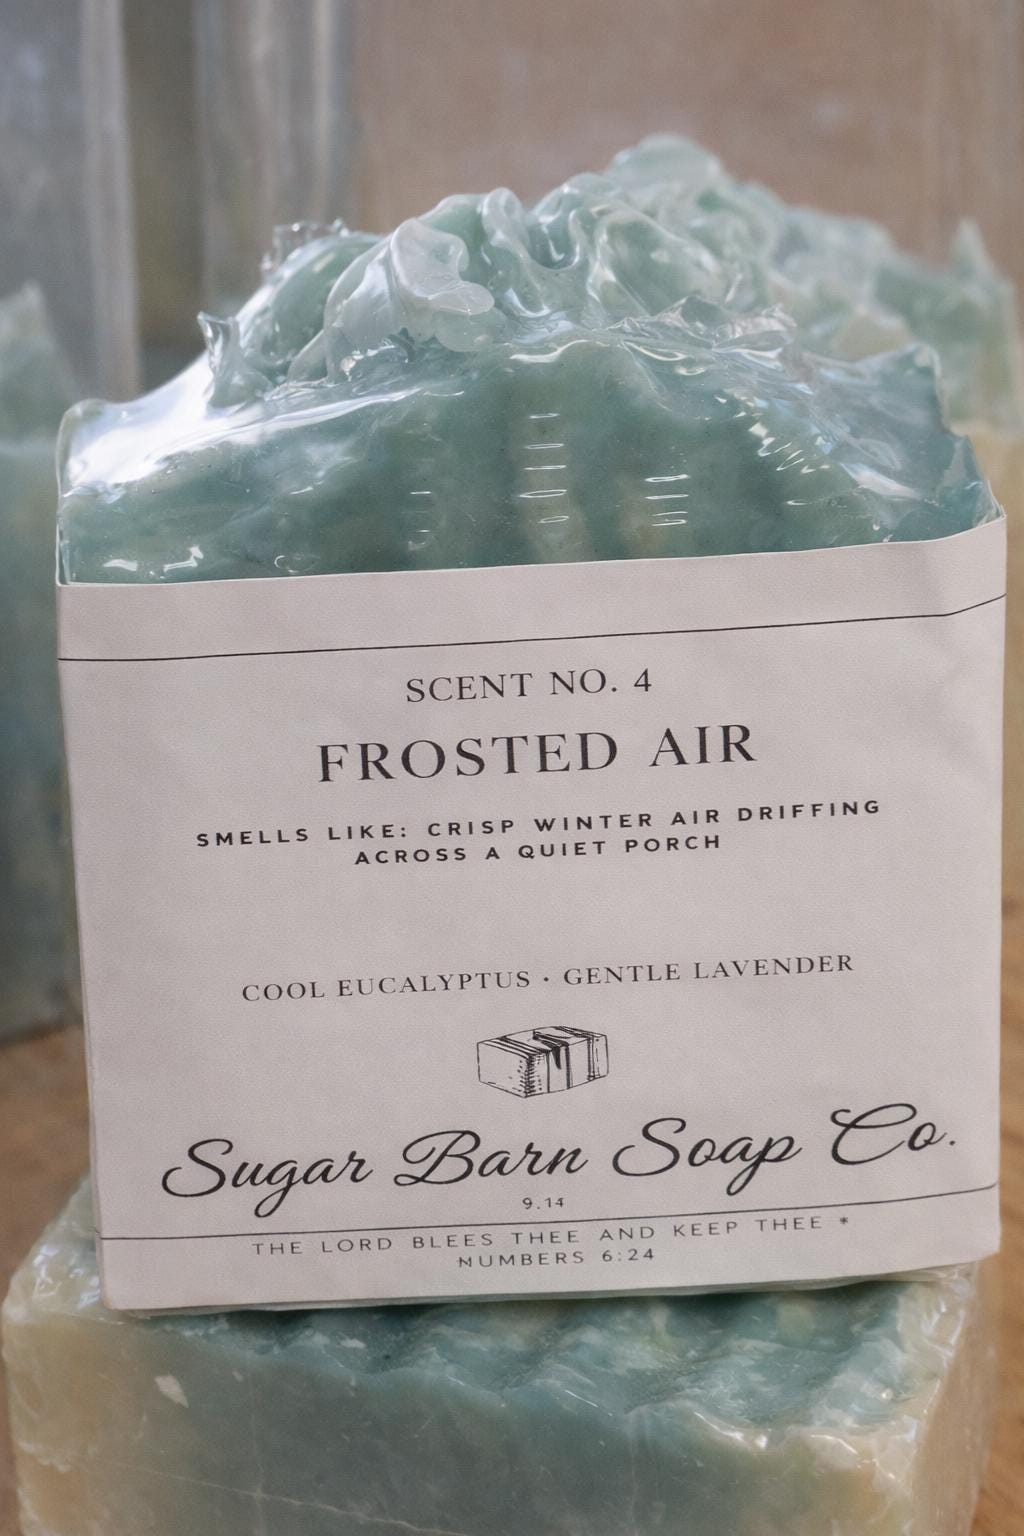 SCENT NO. 4
FROSTED AIR
SMELLS LIKE: CRISP WINTER AIR DRIFFING
ACROSS A QUIET PORCH
COOL EUCALYPTUS · GENTLE LAVENDER
Sugar Barn Soap Co.
9.14
THE LORD BLEES THEE AND KEEP THEE *
NUMBERS 6:24